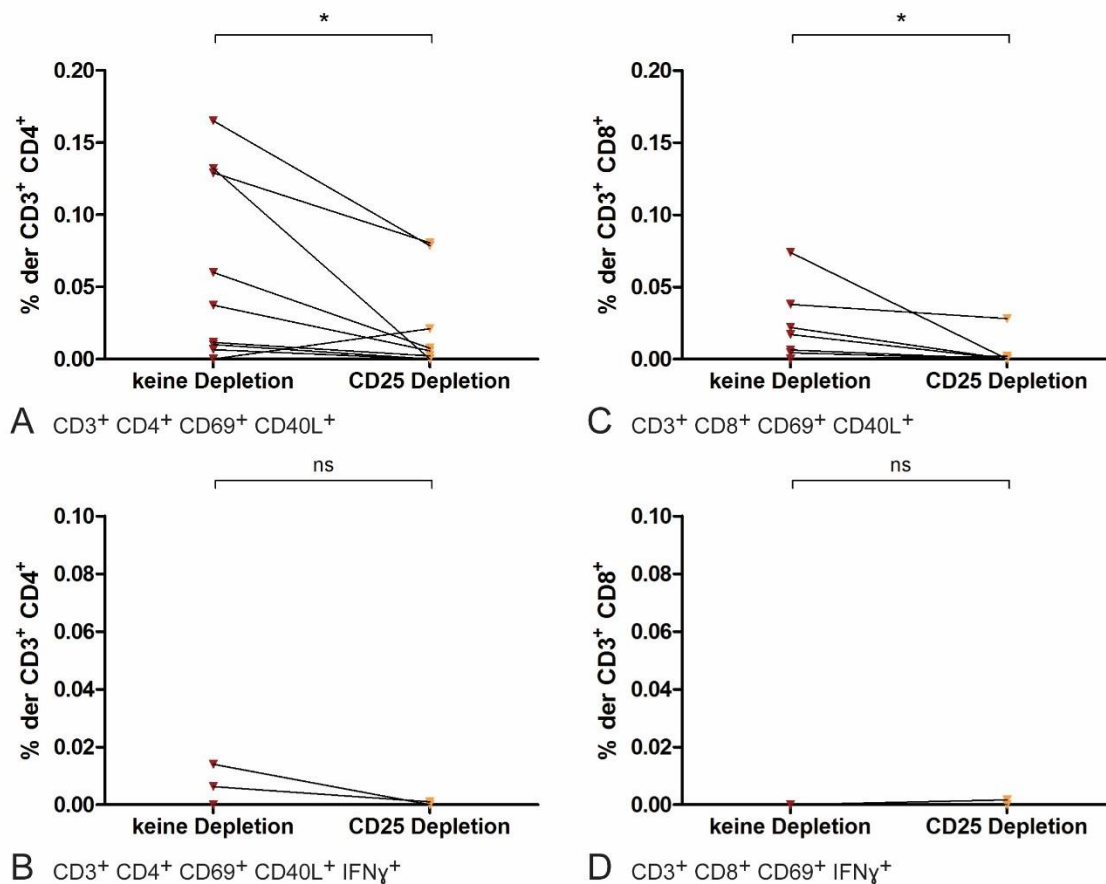 *
% der CD3⁺ CD4⁺
0.20
0.15
0.10
0.05
0.00
keine Depletion CD25 Depletion
A CD3⁺ CD4⁺ CD69⁺ CD40L⁺
*
% der CD3⁺ CD8⁺
0.20
0.15
0.10
0.05
0.00
keine Depletion CD25 Depletion
C CD3⁺ CD8⁺ CD69⁺ CD40L⁺
ns
% der CD3⁺ CD4⁺
0.10
0.08
0.06
0.04
0.02
0.00
keine Depletion CD25 Depletion
B CD3⁺ CD4⁺ CD69⁺ CD40L⁺ IFNγ⁺
ns
% der CD3⁺ CD8⁺
0.10
0.08
0.06
0.04
0.02
0.00
keine Depletion CD25 Depletion
D CD3⁺ CD8⁺ CD69⁺ IFNγ⁺